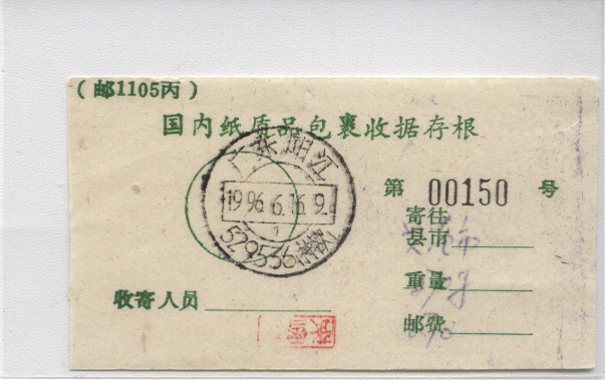 (邮1105丙)
国内纸质品包裹收据存根
广东阳江
1996.6.16.9
529536
第 00150 号
寄往
县市
重量
收寄人员
邮费